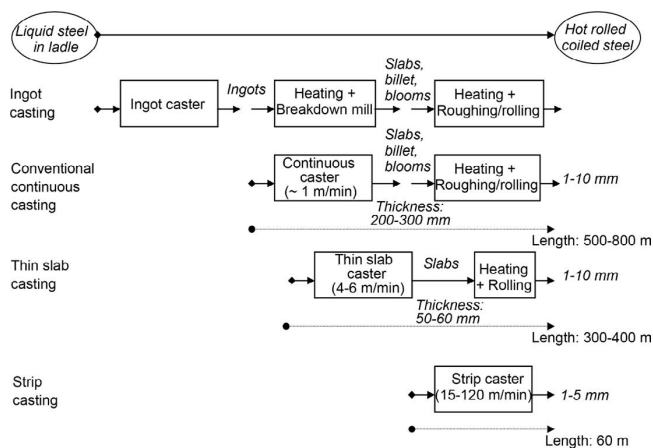 Liquid steel
in ladle
Hot rolled
coiled steel
Ingot
casting
Ingot caster
Ingots
Heating +
Breakdown mill
Slabs,
billet,
blooms
Heating +
Roughing/rolling
Conventional
continuous
casting
Continuous
caster
(~ 1 m/min)
Slabs,
billet,
blooms
Heating +
Roughing/rolling
1-10 mm
Thickness:
200-300 mm
Length: 500-800 m
Thin slab
casting
Thin slab
caster
(4-6 m/min)
Slabs
Heating
+ Rolling
1-10 mm
Thickness:
50-60 mm
Length: 300-400 m
Strip
casting
Strip caster
(15-120 m/min)
1-5 mm
Length: 60 m